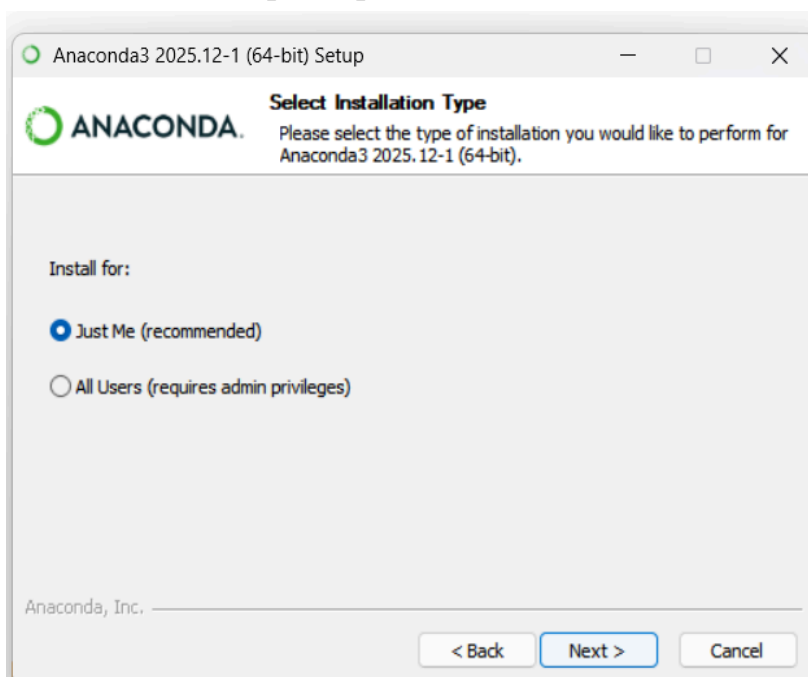 Anaconda3 2025.12-1 (64-bit) Setup
ANACONDA.
Select Installation Type
Please select the type of installation you would like to perform for
Anaconda3 2025.12-1 (64-bit).
Install for:
Just Me (recommended)
All Users (requires admin privileges)
Anaconda, Inc.
< Back
Next >
Cancel